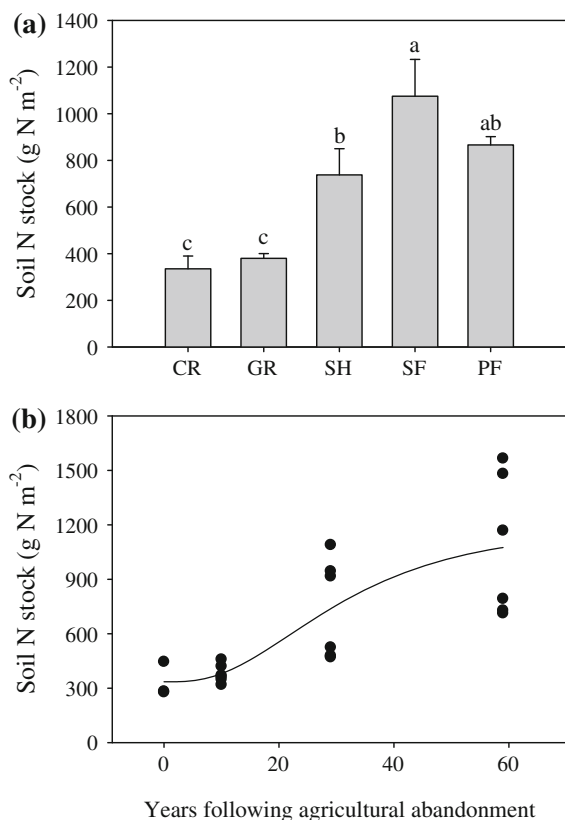 (a)
Soil N stock (g N m⁻²)
1400
1200
1000
800
600
400
200
0
c
c
b
a
ab
CR GR SH SF PF
(b)
Soil N stock (g N m⁻²)
1800
1500
1200
900
600
300
0
0 20 40 60
Years following agricultural abandonment